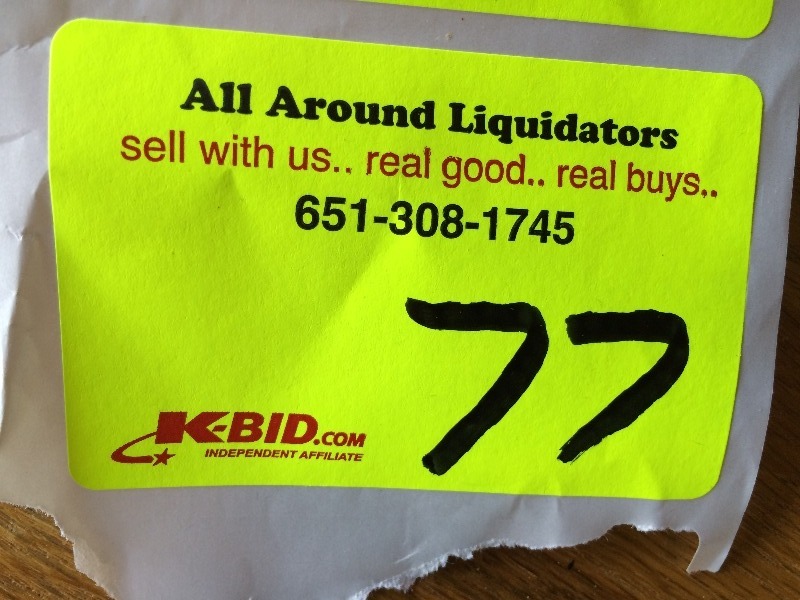 All Around Liquidators
sell with us.. real good.. real buys..
651-308-1745
77
K-BID.COM
INDEPENDENT AFFILIATE